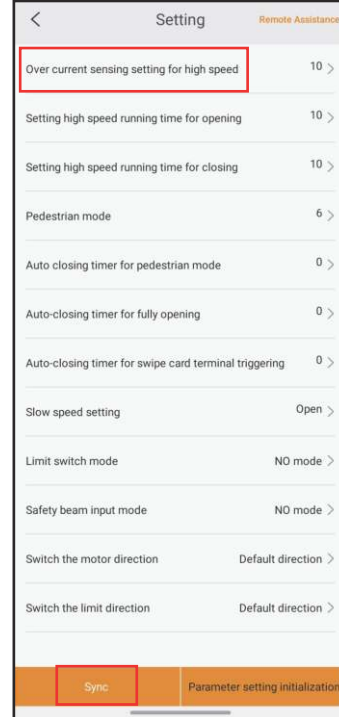 Setting Remote Assistance
Over current sensing setting for high speed 10
Setting high speed running time for opening 10
Setting high speed running time for closing 10
Pedestrian mode 6
Auto closing timer for pedestrian mode 0
Auto-closing timer for fully opening 0
Auto-closing timer for swipe card terminal triggering 0
Slow speed setting Open
Limit switch mode NO mode
Safety beam input mode NO mode
Switch the motor direction Default direction
Switch the limit direction Default direction
Sync Parameter setting initialization